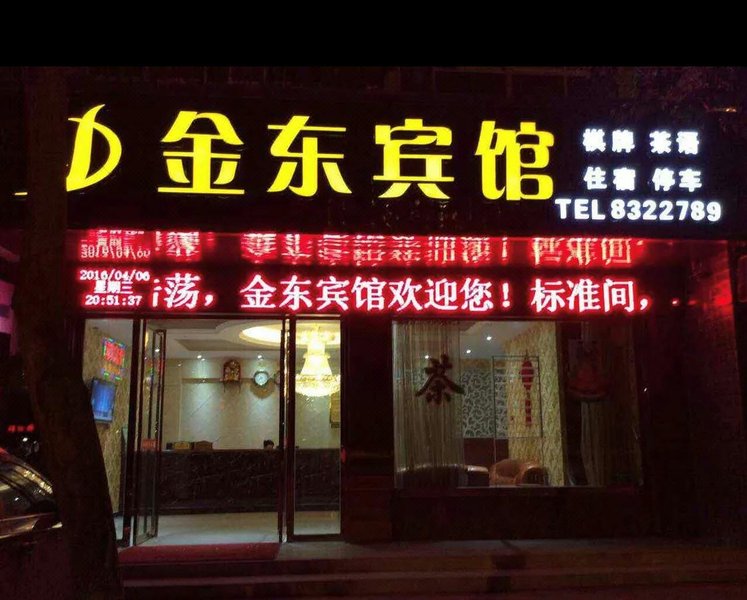 金东宾馆
棋牌 茶语
住宿 停车
TEL 8322789
2016/04/06
星期三
20:51:37
荡，金东宾馆欢迎您！标准间，
茶